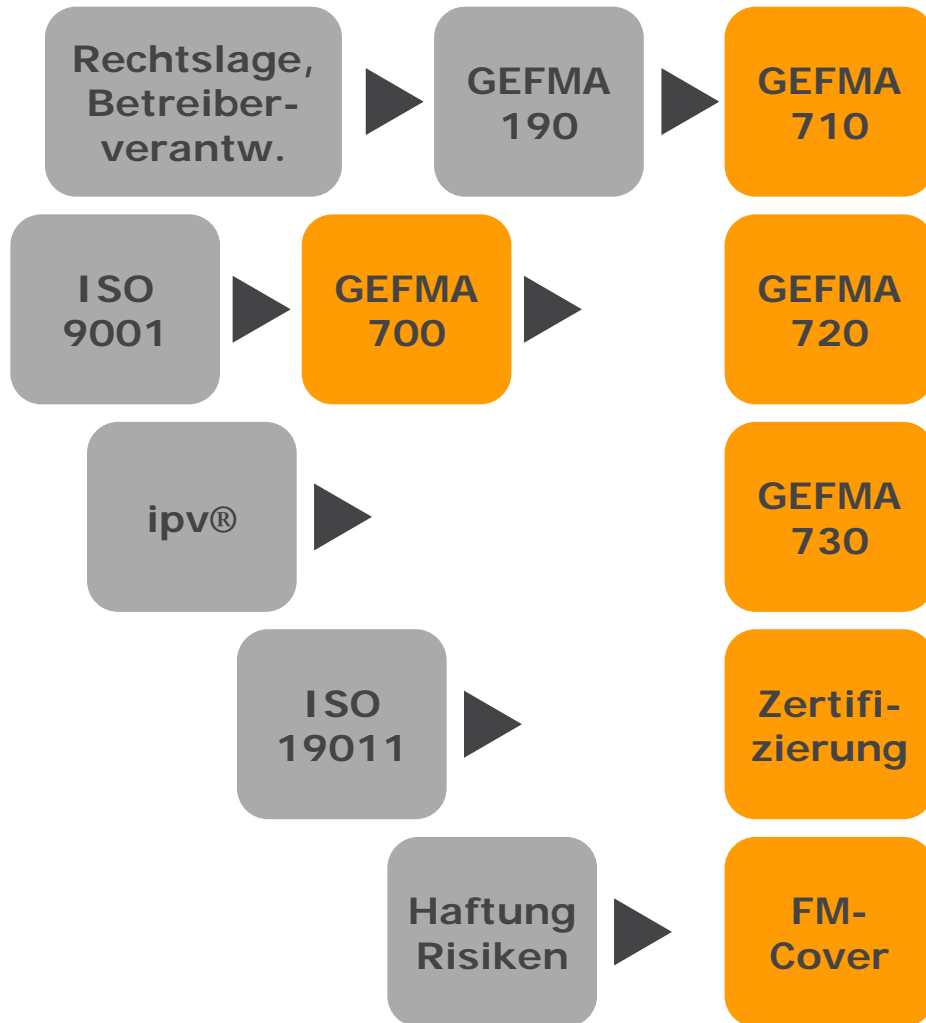 Rechtslage,
Betreiber-
verantw.
GEFMA
190
GEFMA
710
ISO
9001
GEFMA
700
GEFMA
720
ipv®
GEFMA
730
ISO
19011
Zertifi-
zierung
Haftung
Risiken
FM-
Cover